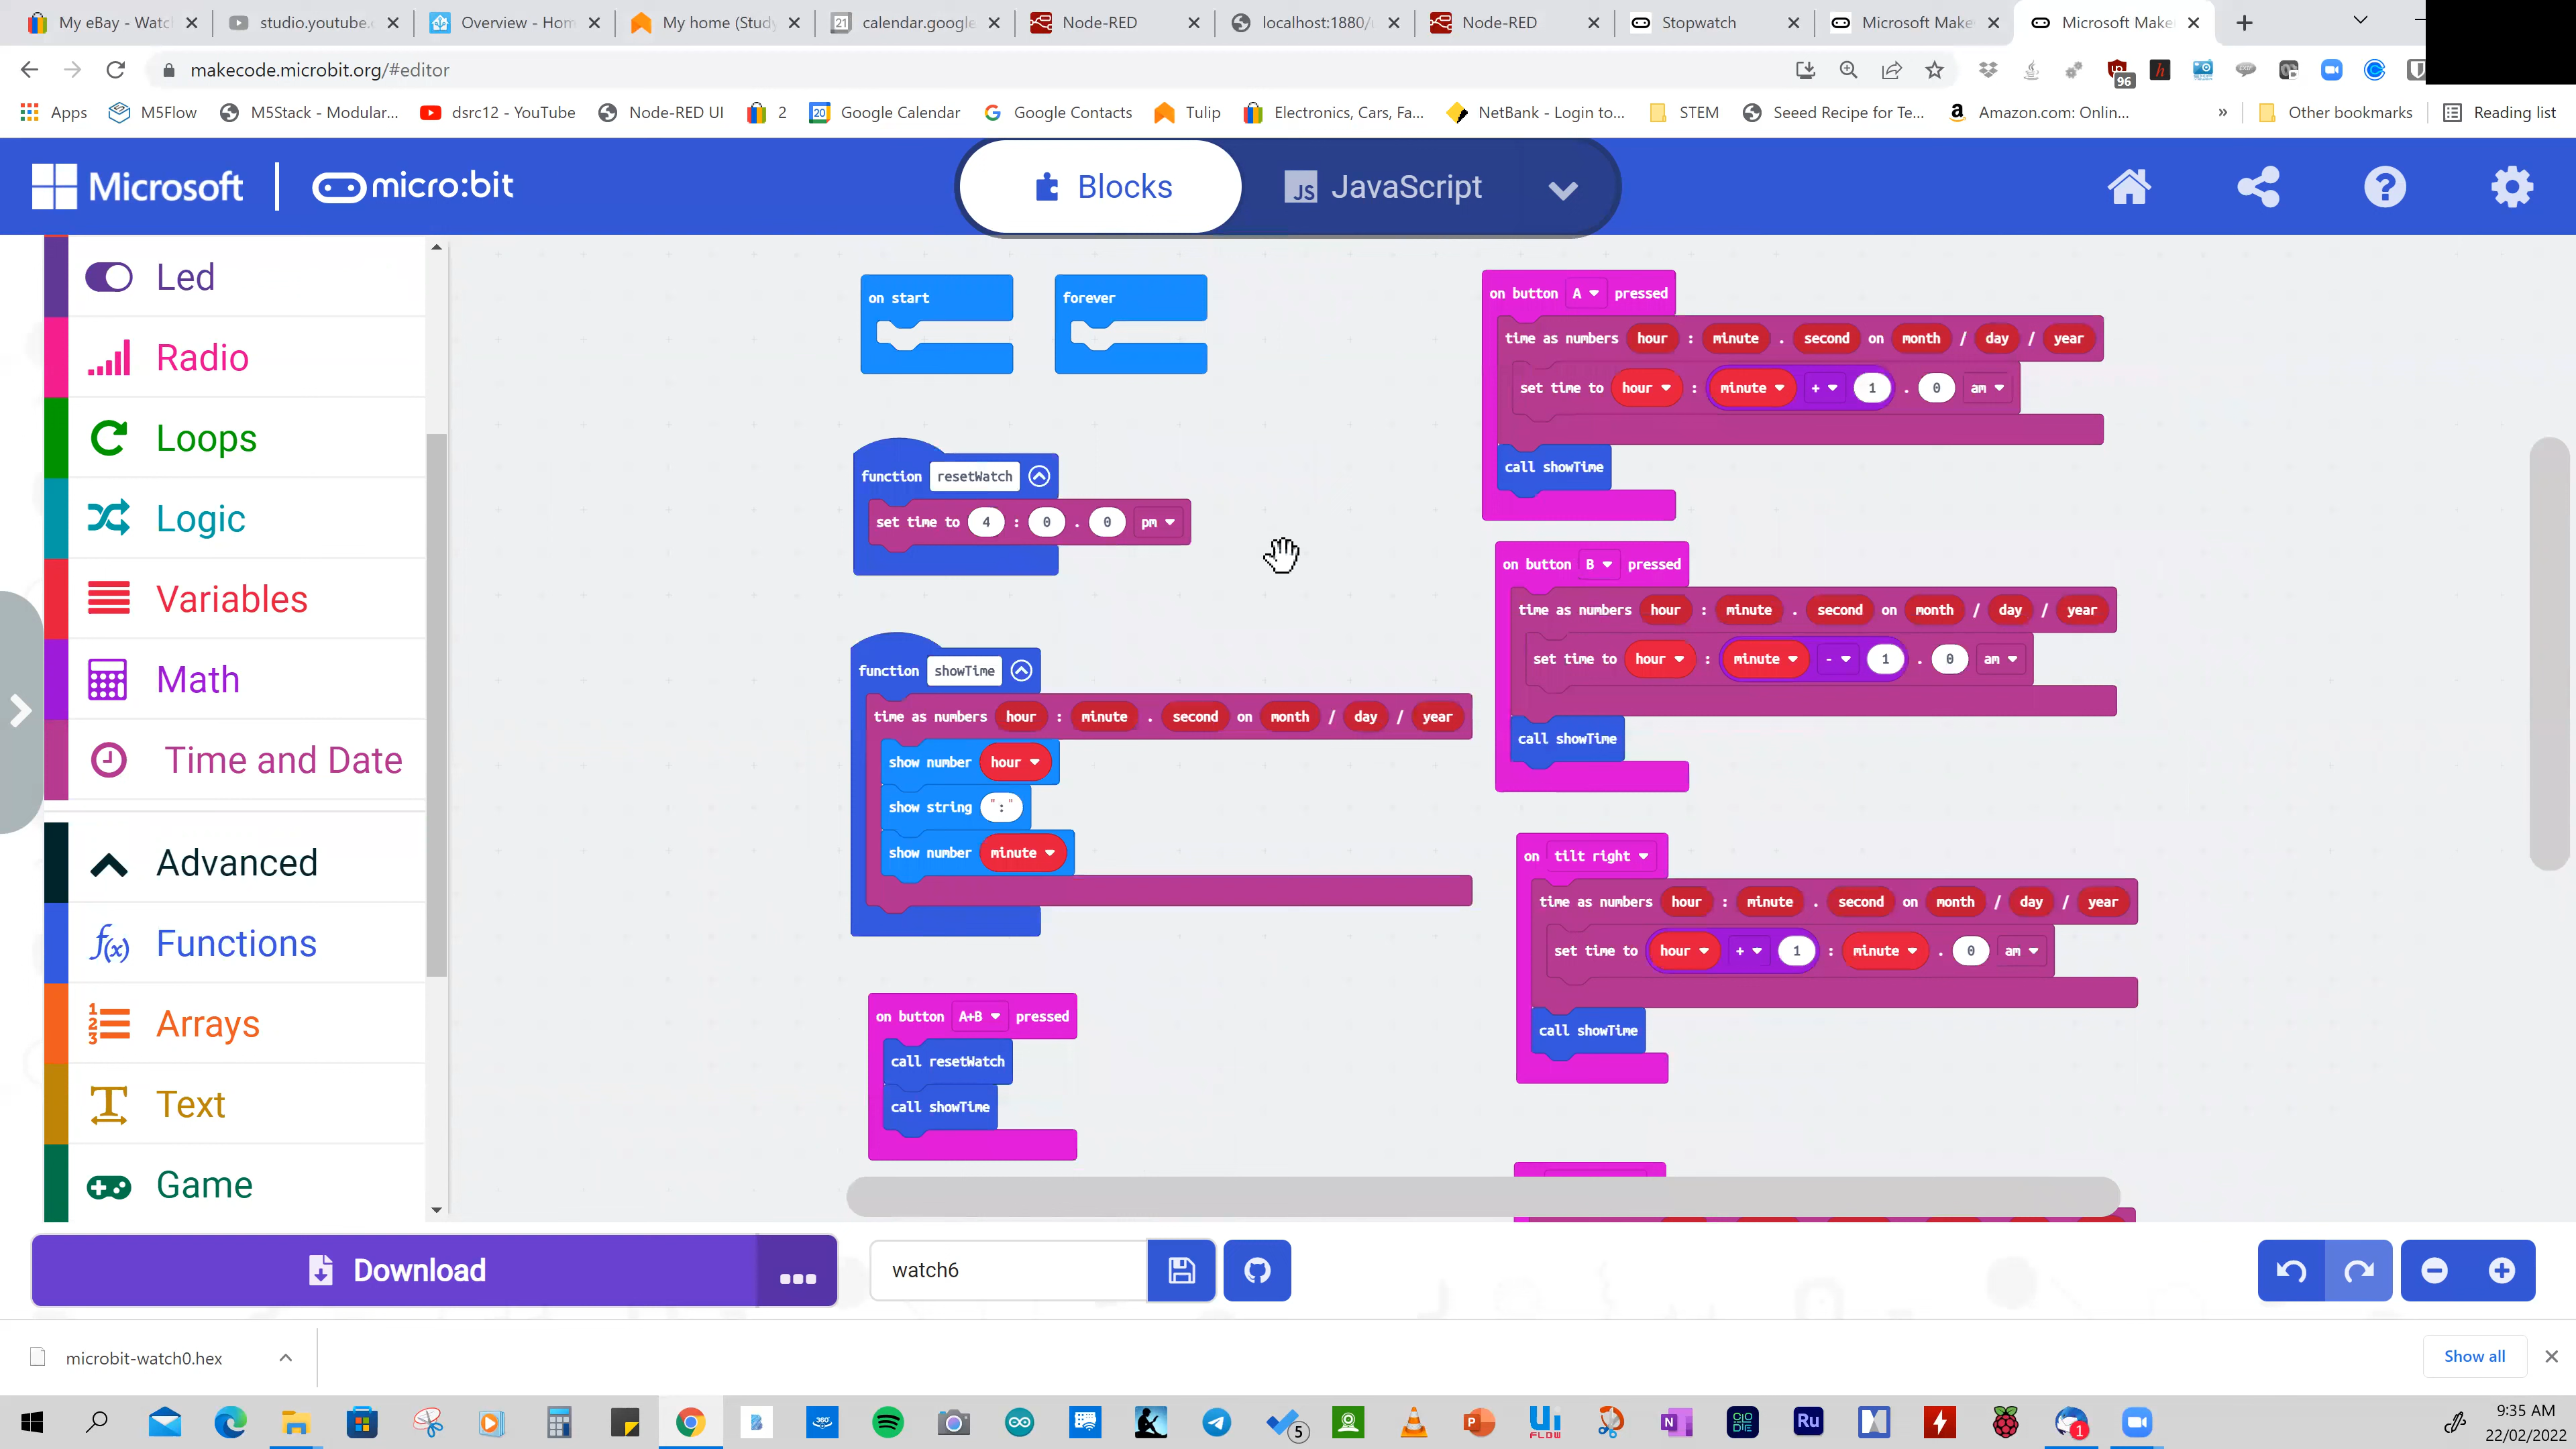 My eBay - Watc
studio.youtube.c
Overview - Hom
My home (Study
calendar.google
Node-RED
localhost:1880/
Node-RED
Stopwatch
Microsoft Make
Microsoft Make
makecode.microbit.org/#editor
96
Apps
M5Flow
M5Stack - Modular...
dsrc12 - YouTube
Node-RED UI
2
Google Calendar
Google Contacts
Tulip
Electronics, Cars, Fa...
NetBank - Login to...
STEM
Seeed Recipe for Te...
Amazon.com: Onlin...
»
Other bookmarks
Reading list
Microsoft
micro:bit
Blocks
JS JavaScript
Led
Radio
Loops
Logic
Variables
Math
Time and Date
Advanced
f(x) Functions
Arrays
Text
Game
on start
forever
function resetWatch
set time to 4 : 0 . 0 pm
function showTime
time as numbers hour : minute . second on month / day / year
show number hour
show string ":"
show number minute
on button A+B pressed
call resetWatch
call showTime
on button A pressed
time as numbers hour : minute . second on month / day / year
set time to hour : minute + 1 . 0 am
call showTime
on button B pressed
time as numbers hour : minute . second on month / day / year
set time to hour : minute - 1 . 0 am
call showTime
on tilt right
time as numbers hour : minute . second on month / day / year
set time to hour + 1 : minute . 0 am
call showTime
Download
...
watch6
microbit-watch0.hex
Show all
9:35 AM
22/02/2022